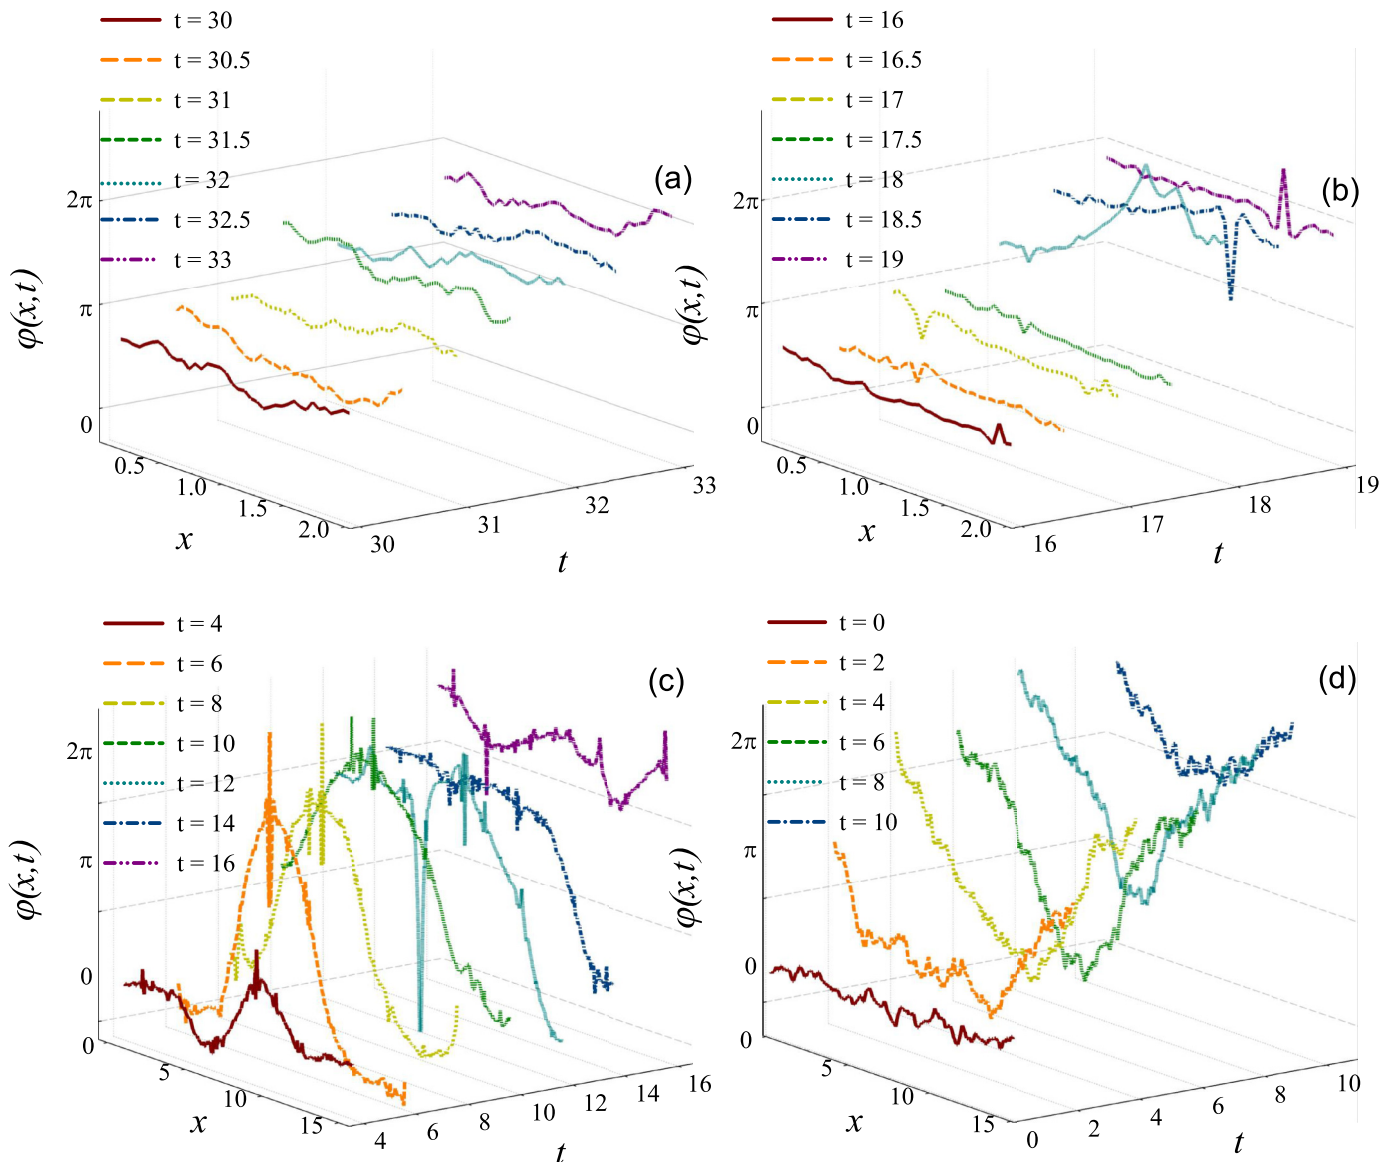 t = 30
t = 30.5
t = 31
t = 31.5
t = 32
t = 32.5
t = 33
(a)
2π
π
0
φ(x,t)
0.5
1.0
1.5
2.0
x
30
31
32
33
t
t = 16
t = 16.5
t = 17
t = 17.5
t = 18
t = 18.5
t = 19
(b)
2π
π
0
φ(x,t)
0.5
1.0
1.5
2.0
x
16
17
18
19
t
t = 4
t = 6
t = 8
t = 10
t = 12
t = 14
t = 16
(c)
2π
π
0
φ(x,t)
0
5
10
15
x
4
6
8
10
12
14
16
t
t = 0
t = 2
t = 4
t = 6
t = 8
t = 10
(d)
2π
π
0
φ(x,t)
0
5
10
15
x
0
2
4
6
8
10
t